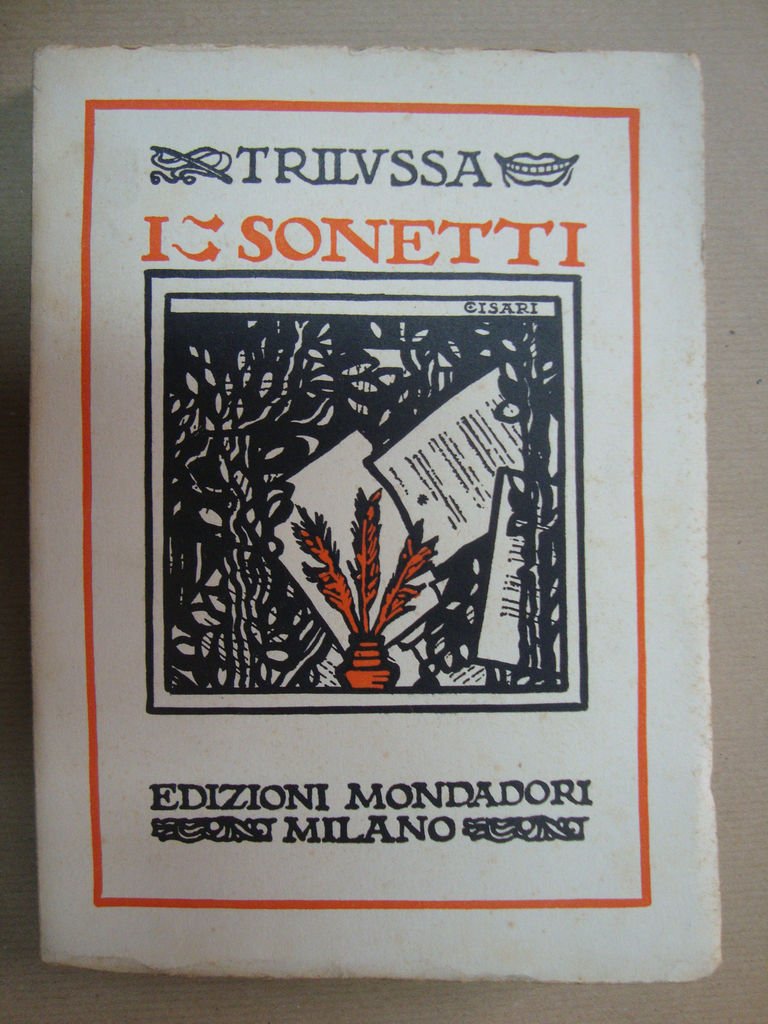 TRILVSSA
I SONETTI
CISARI
EDIZIONI MONDADORI
MILANO